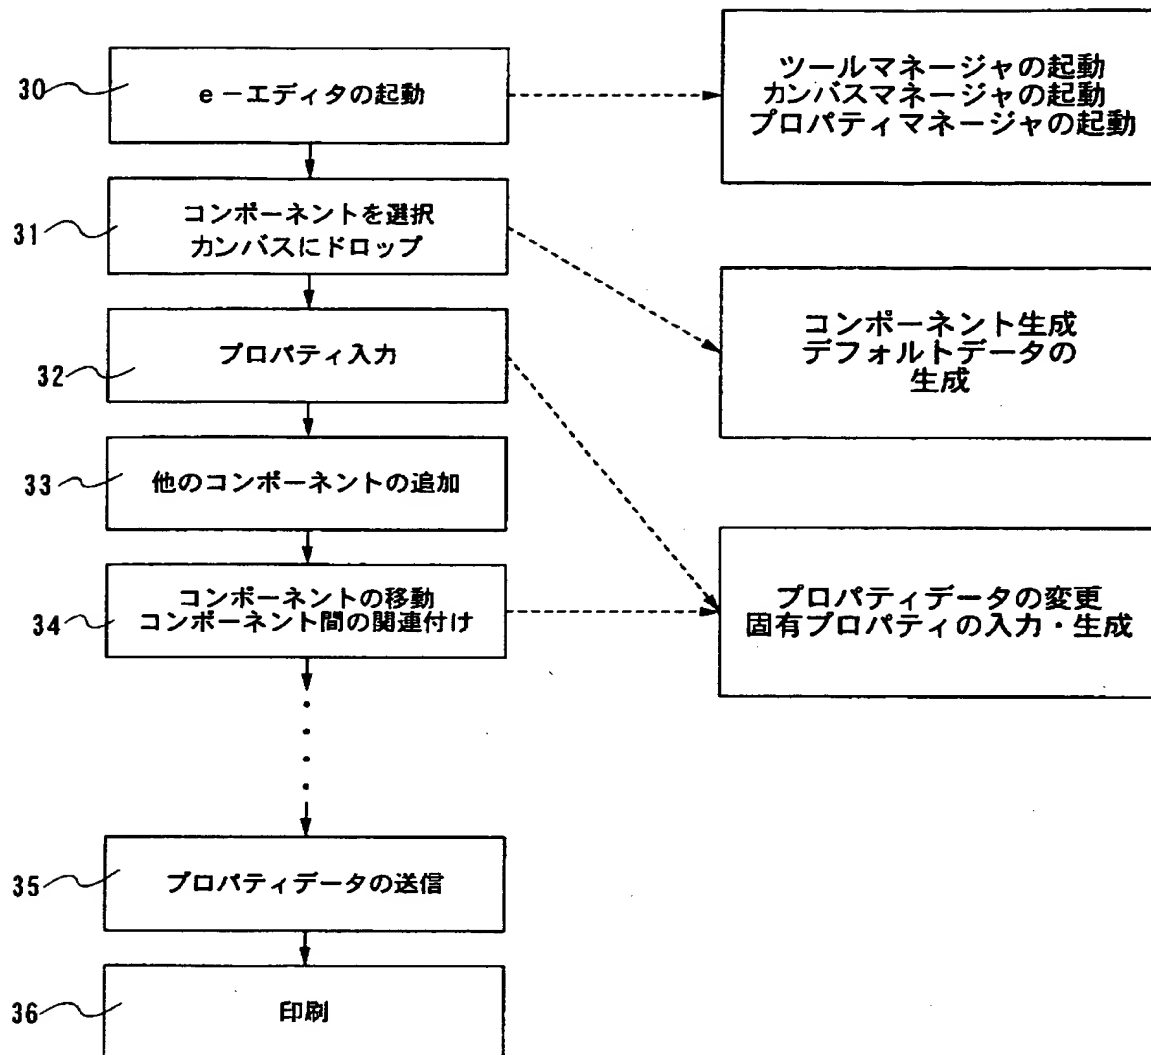 30
e－エディタの起動
ツールマネージャの起動
カンバスマネージャの起動
プロパティマネージャの起動
31
コンポーネントを選択
カンバスにドロップ
コンポーネント生成
デフォルトデータの
生成
32
プロパティ入力
33
他のコンポーネントの追加
34
コンポーネントの移動
コンポーネント間の関連付け
プロパティデータの変更
固有プロパティの入力・生成
35
プロパティデータの送信
36
印刷